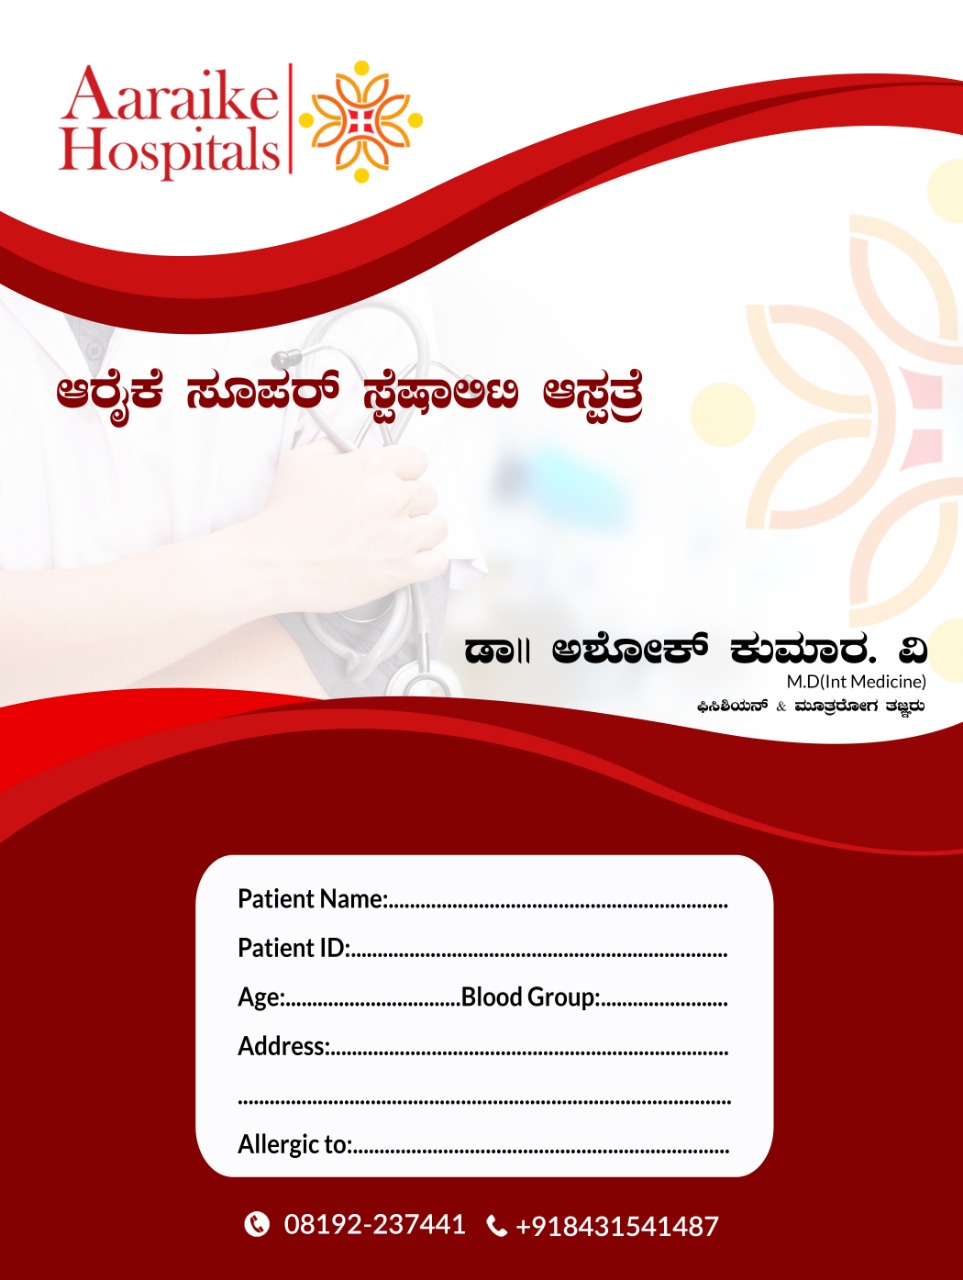 Aaraike
Hospitals
ಆರೈಕೆ ಸೂಪರ್ ಸ್ಪೆಷಾಲಿಟಿ ಆಸ್ಪತ್ರೆ
ಡಾ॥ ಅಶೋಕ್ ಕುಮಾರ. ವಿ
M.D(Int Medicine)
ಫಿಸಿಶಿಯನ್ & ಮೂತ್ರರೋಗ ತಜ್ಞರು
Patient Name:................................................................
Patient ID:.......................................................................
Age:.................................Blood Group:........................
Address:...........................................................................
.............................................................................................
Allergic to:.......................................................................
08192-237441 +918431541487